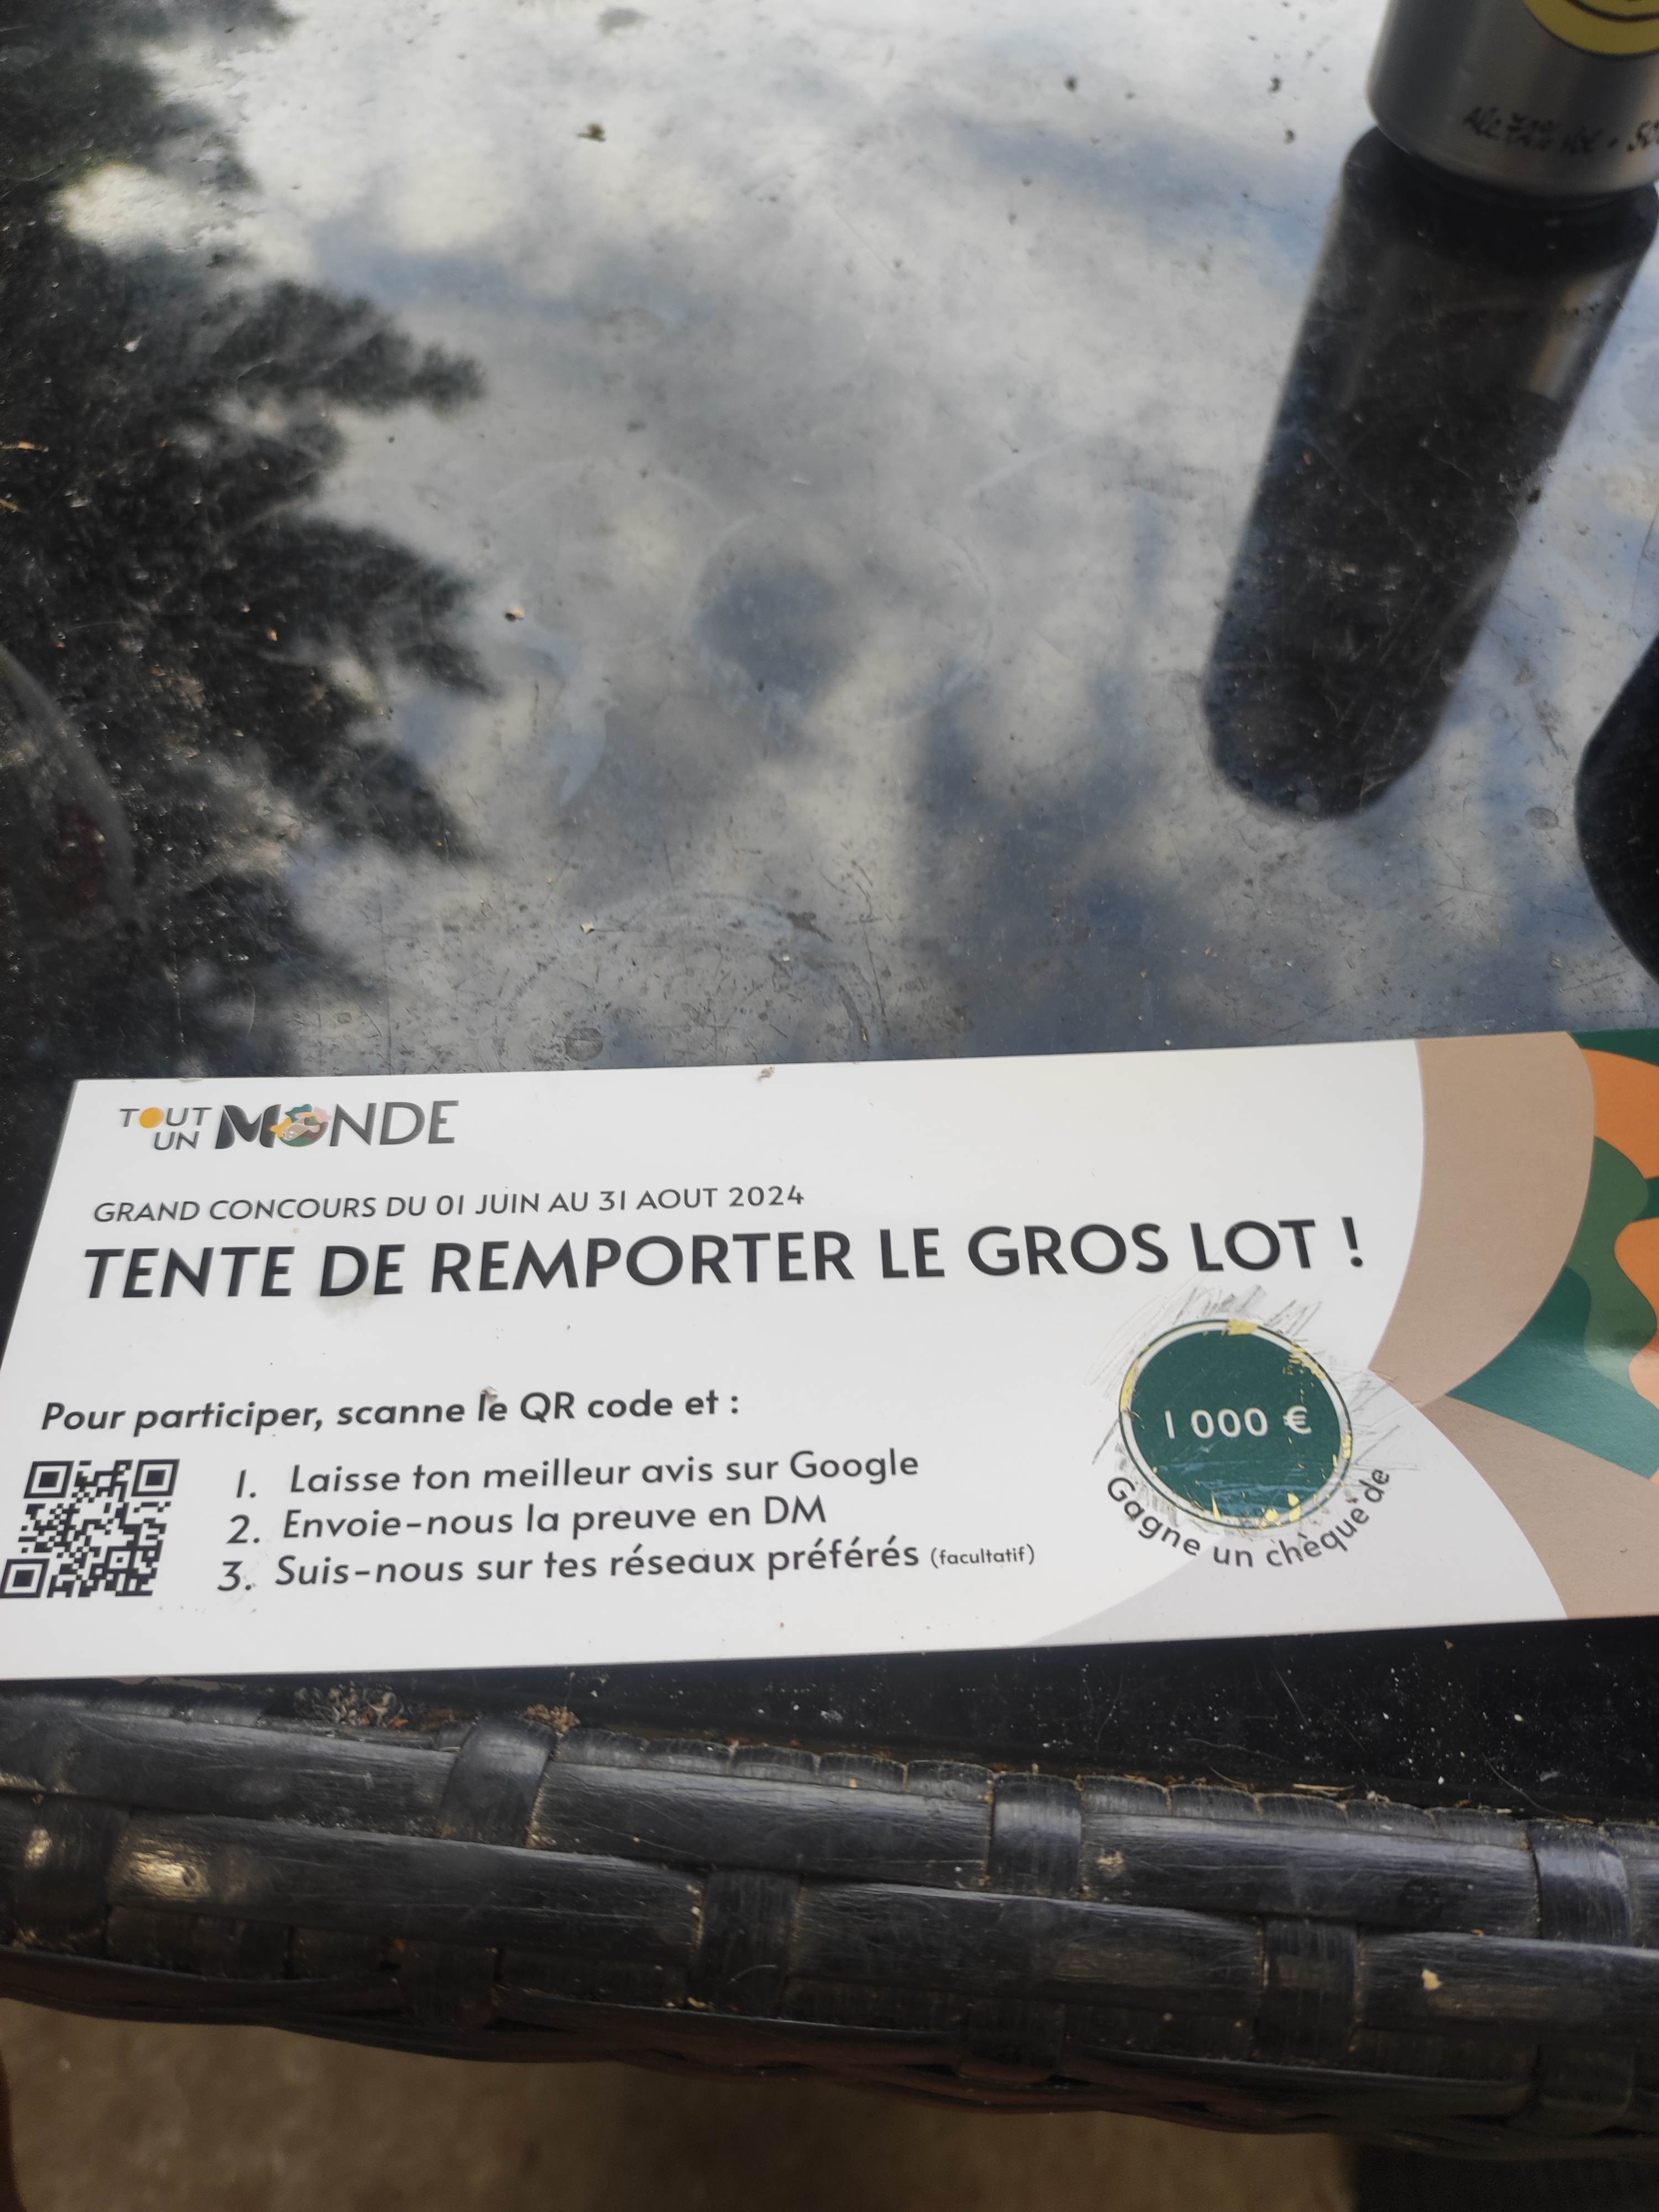 TOUT
UN MONDE
GRAND CONCOURS DU 01 JUIN AU 31 AOUT 2024
TENTE DE REMPORTER LE GROS LOT !
Pour participer, scanne le QR code et :
1. Laisse ton meilleur avis sur Google
2. Envoie-nous la preuve en DM
3. Suis-nous sur tes réseaux préférés (facultatif)
1 000 €
Gagne un chèque de